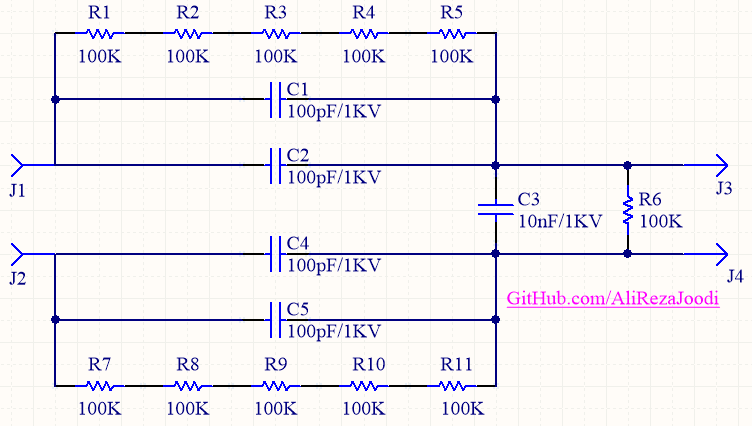 R1 R2 R3 R4 R5
100K 100K 100K 100K 100K
C1
100pF/1KV
C2
100pF/1KV
J1
J3
C3
10nF/1KV
R6
100K
J2
C4
100pF/1KV
J4
GitHub.com/AliRezaJoodi
C5
100pF/1KV
R7 R8 R9 R10 R11
100K 100K 100K 100K 100K